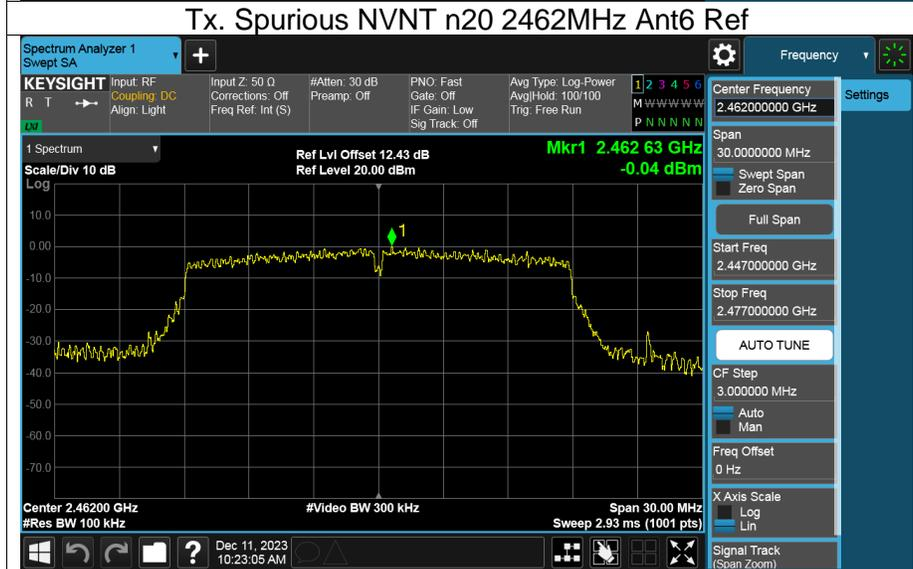 Tx. Spurious NVNT n20 2462MHz Ant6 Ref
Spectrum Analyzer 1
Swept SA
+
Frequency
KEYSIGHT
R T
LXI
Input: RF
Coupling: DC
Align: Light
Input Z: 50 Ω
Corrections: Off
Freq Ref: Int (S)
#Atten: 30 dB
Preamp: Off
PNO: Fast
Gate: Off
IF Gain: Low
Sig Track: Off
Avg Type: Log-Power
Avg|Hold: 100/100
Trig: Free Run
1 2 3 4 5 6
M W W W W W
P N N N N N
Center Frequency
2.462000000 GHz
Settings
Span
30.0000000 MHz
Swept Span
Zero Span
Full Span
Start Freq
2.447000000 GHz
Stop Freq
2.477000000 GHz
AUTO TUNE
CF Step
3.000000 MHz
Auto
Man
Freq Offset
0 Hz
X Axis Scale
Log
Lin
Signal Track
(Span Zoom)
1 Spectrum
Scale/Div 10 dB
Log
Ref Lvl Offset 12.43 dB
Ref Level 20.00 dBm
Mkr1 2.462 63 GHz
-0.04 dBm
1
10.0
0.00
-10.0
-20.0
-30.0
-40.0
-50.0
-60.0
-70.0
Center 2.46200 GHz
#Res BW 100 kHz
#Video BW 300 kHz
Span 30.00 MHz
Sweep 2.93 ms (1001 pts)
?
Dec 11, 2023
10:23:05 AM